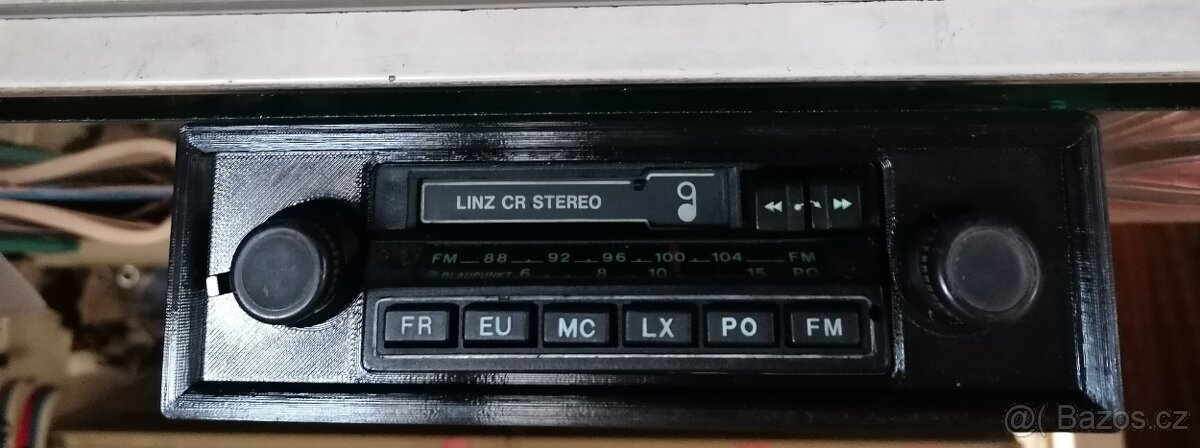 LINZ CR STEREO
FM 88 92 96 100 104 FM
BLAUPUNKT 6 8 10 15 PO
FR EU MC LX PO FM
@( Bazos.cz